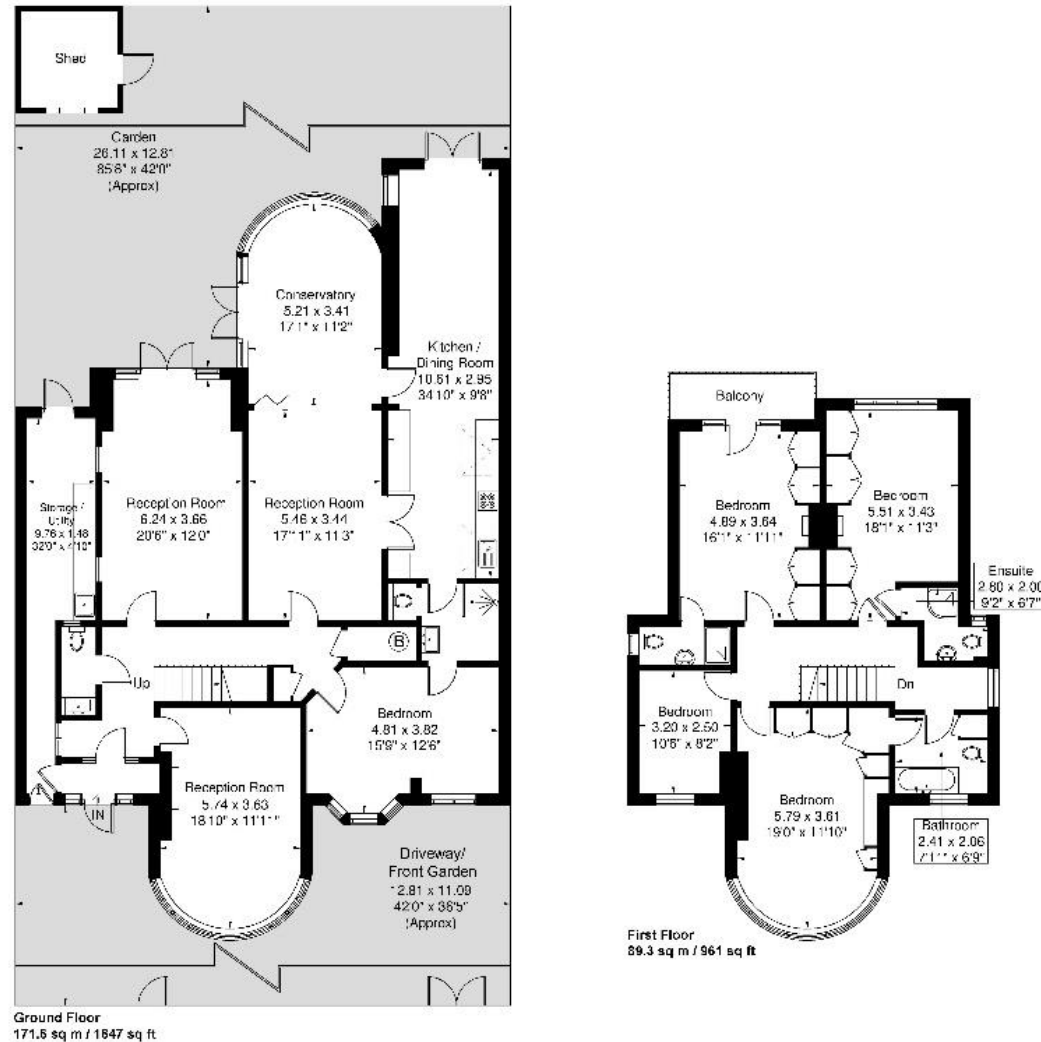 Shed
Garden
26.11 x 12.81
85'8" x 42'0"
(Approx)
Conservatory
5.21 x 3.41
17'1" x 11'2"
Kitchen /
Dining Room
10.61 x 2.95
34'10" x 9'8"
Storage /
Utility
9.76 x 1.48
32'0" x 4'10"
Reception Room
6.24 x 3.66
20'6" x 12'0"
Reception Room
5.46 x 3.44
17'11" x 11'3"
B
Up
Bedroom
4.81 x 3.82
15'9" x 12'6"
Reception Room
5.74 x 3.63
18'10" x 11'11"
IN
Driveway/
Front Garden
12.81 x 11.09
42'0" x 36'5"
(Approx)
Ground Floor
171.6 sq m / 1847 sq ft
Balcony
Bedroom
4.89 x 3.64
16'1" x 11'11"
Bedroom
5.51 x 3.43
18'1" x 11'3"
Ensuite
2.80 x 2.00
9'2" x 6'7"
Dn
Bedroom
3.20 x 2.50
10'6" x 8'2"
Bedroom
5.79 x 3.61
19'0" x 11'10"
Bathroom
2.41 x 2.06
7'11" x 6'9"
First Floor
89.3 sq m / 961 sq ft